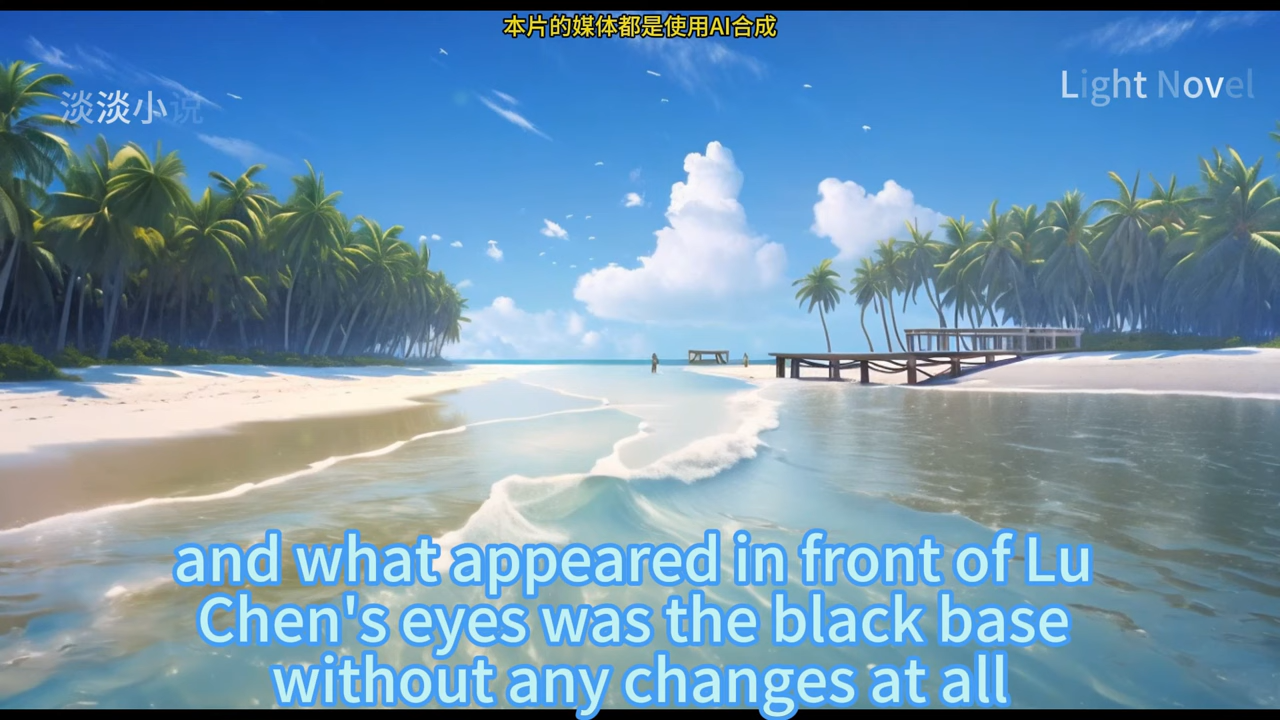 本片的媒体都是使用AI合成
淡淡小说
Light Novel
and what appeared in front of Lu
Chen's eyes was the black base
without any changes at all